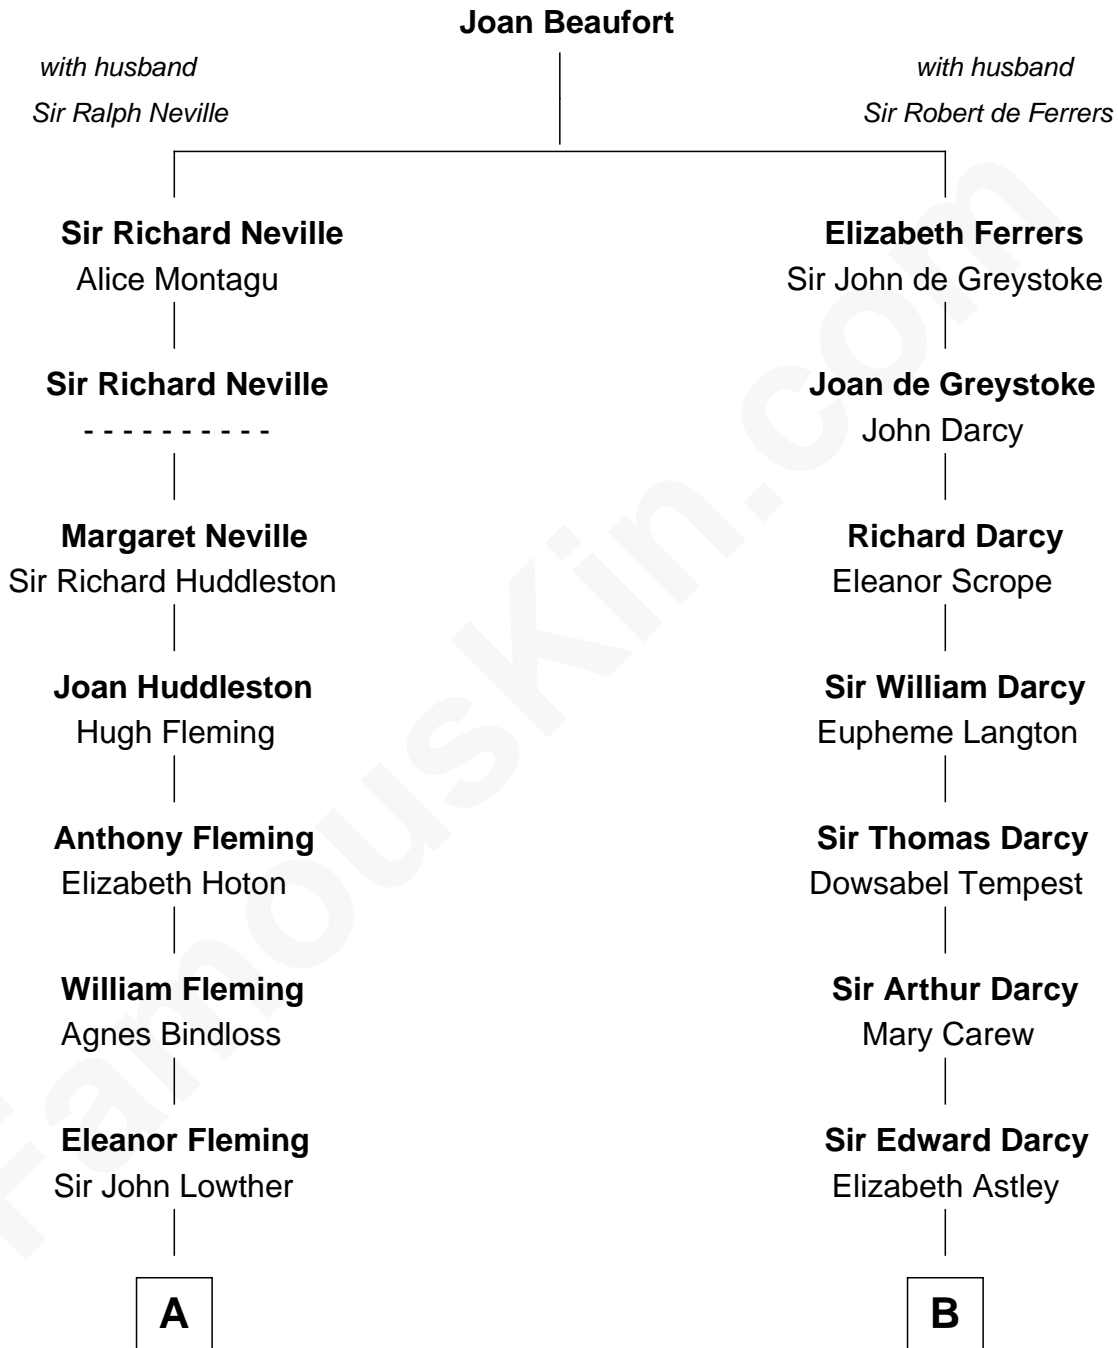 Joan Beaufort
with husband
Sir Ralph Neville
with husband
Sir Robert de Ferrers
Sir Richard Neville
Alice Montagu
Sir Richard Neville
- - - - - - - - - -
Margaret Neville
Sir Richard Huddleston
Joan Huddleston
Hugh Fleming
Anthony Fleming
Elizabeth Hoton
William Fleming
Agnes Bindloss
Eleanor Fleming
Sir John Lowther
A
Elizabeth Ferrers
Sir John de Greystoke
Joan de Greystoke
John Darcy
Richard Darcy
Eleanor Scrope
Sir William Darcy
Eupheme Langton
Sir Thomas Darcy
Dowsabel Tempest
Sir Arthur Darcy
Mary Carew
Sir Edward Darcy
Elizabeth Astley
B
FamousKin.com